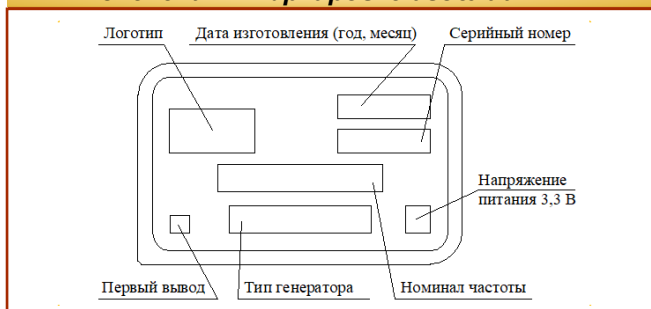 Логотип
Дата изготовления (год, месяц)
Серийный номер
Напряжение
питания 3,3 В
Первый вывод
Тип генератора
Номинал частоты